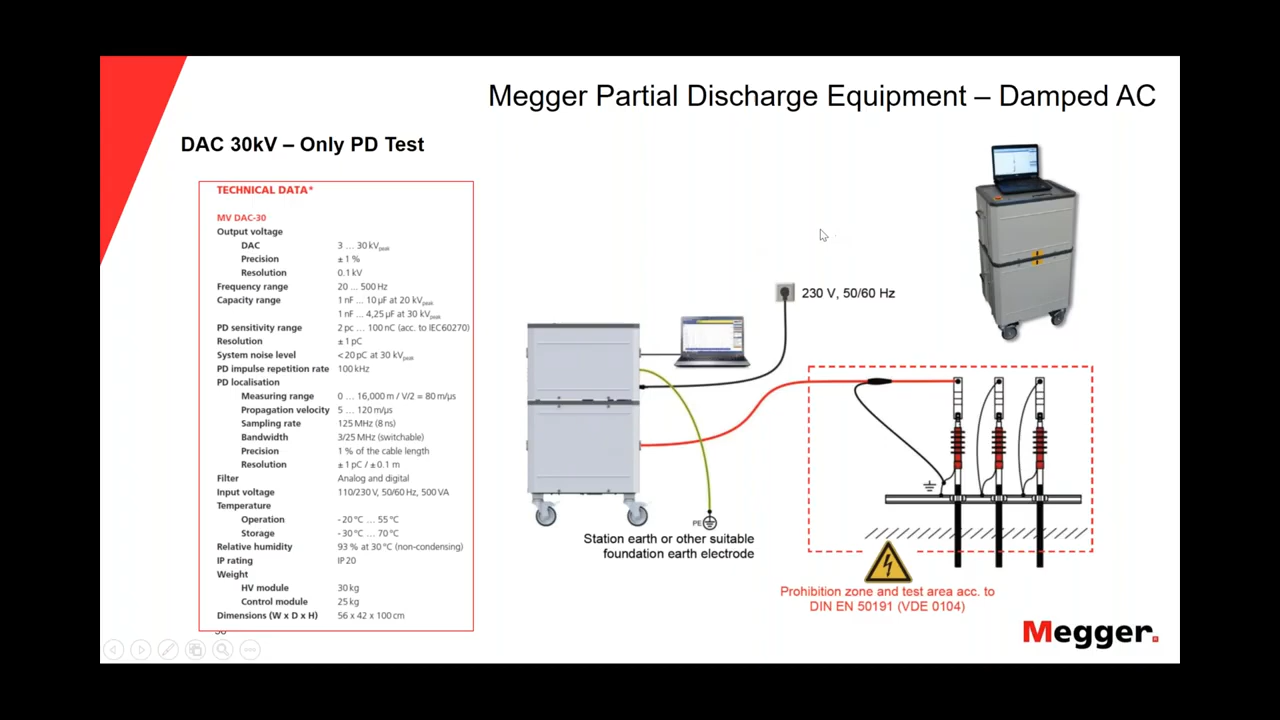 Megger Partial Discharge Equipment – Damped AC
DAC 30kV – Only PD Test
TECHNICAL DATA*
MV DAC-30
Output voltage
DAC 3 … 30 kVpeak
Precision ± 1 %
Resolution 0.1 kV
Frequency range 20 … 500 Hz
Capacity range 1 nF … 10 µF at 20 kVpeak
1 nF … 4,25 µF at 30 kVpeak
PD sensitivity range 2 pc … 100nC (acc. to IEC60270)
Resolution ± 1 pC
System noise level < 20 pC at 30 kVpeak
PD impulse repetition rate 100 kHz
PD localisation
Measuring range 0 … 16,000 m / V/2 = 80 m/µs
Propagation velocity 5 … 120 m/µs
Sampling rate 125 MHz (8 ns)
Bandwidth 3/25 MHz (switchable)
Precision 1 % of the cable length
Resolution ± 1 pC / ± 0.1 m
Filter Analog and digital
Input voltage 110/230 V, 50/60 Hz, 500 VA
Temperature
Operation - 20 °C … 55 °C
Storage - 30 °C … 70 °C
Relative humidity 93 % at 30 °C (non-condensing)
IP rating IP 20
Weight
HV module 30 kg
Control module 25 kg
Dimensions (W x D x H) 56 x 42 x 100 cm
230 V, 50/60 Hz
PE
Station earth or other suitable
foundation earth electrode
Prohibition zone and test area acc. to
DIN EN 50191 (VDE 0104)
Megger.